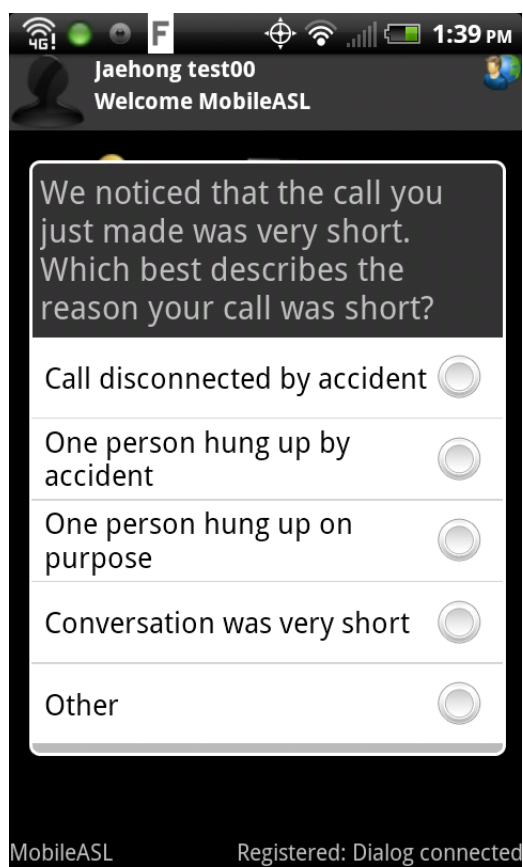 4G!
F
1:39 PM
Jaehong test00
Welcome MobileASL
We noticed that the call you
just made was very short.
Which best describes the
reason your call was short?
Call disconnected by accident
One person hung up by
accident
One person hung up on
purpose
Conversation was very short
Other
MobileASL Registered: Dialog connected